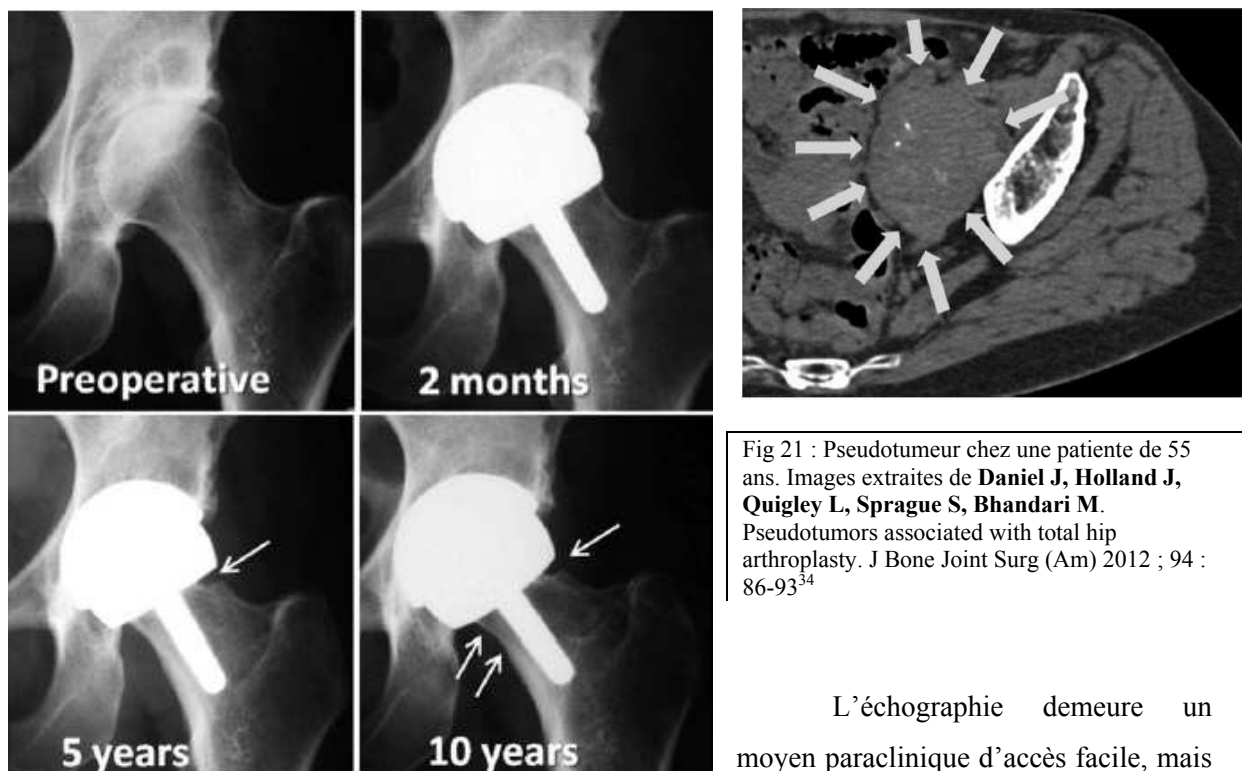 Preoperative
2 months
5 years
10 years
Fig 21 : Pseudotumeur chez une patiente de 55
ans. Images extraites de Daniel J, Holland J,
Quigley L, Sprague S, Bhandari M.
Pseudotumors associated with total hip
arthroplasty. J Bone Joint Surg (Am) 2012 ; 94 :
86-93³⁴
L’échographie demeure un
moyen paraclinique d’accès facile, mais